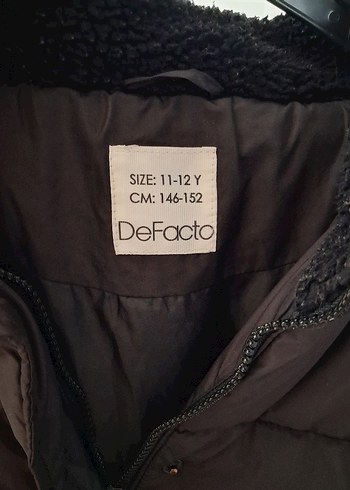 SIZE: 11-12 Y
CM: 146-152
DeFacto